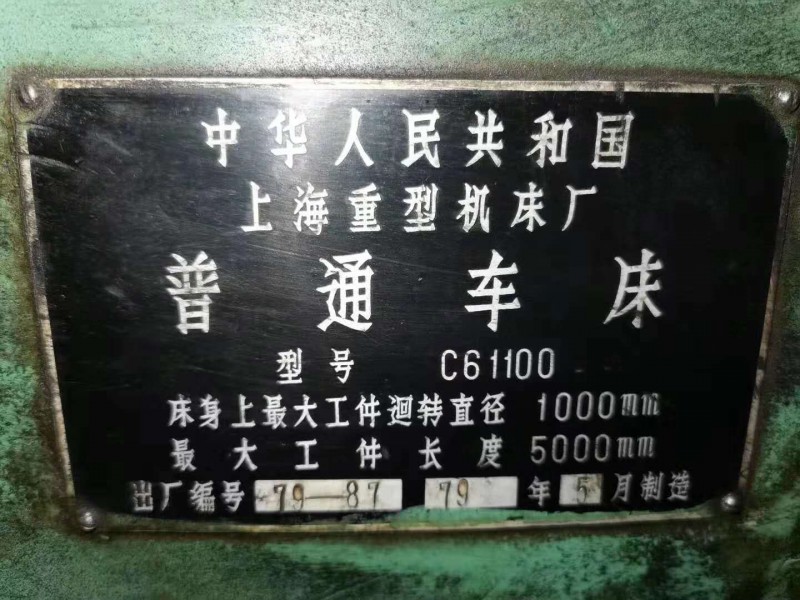 中华人民共和国
上海重型机床厂
普通车床
型号 C61100
床身上最大工件迴转直径 1000mm
最大工件长度 5000mm
出厂编号 79-87 79年5月制造